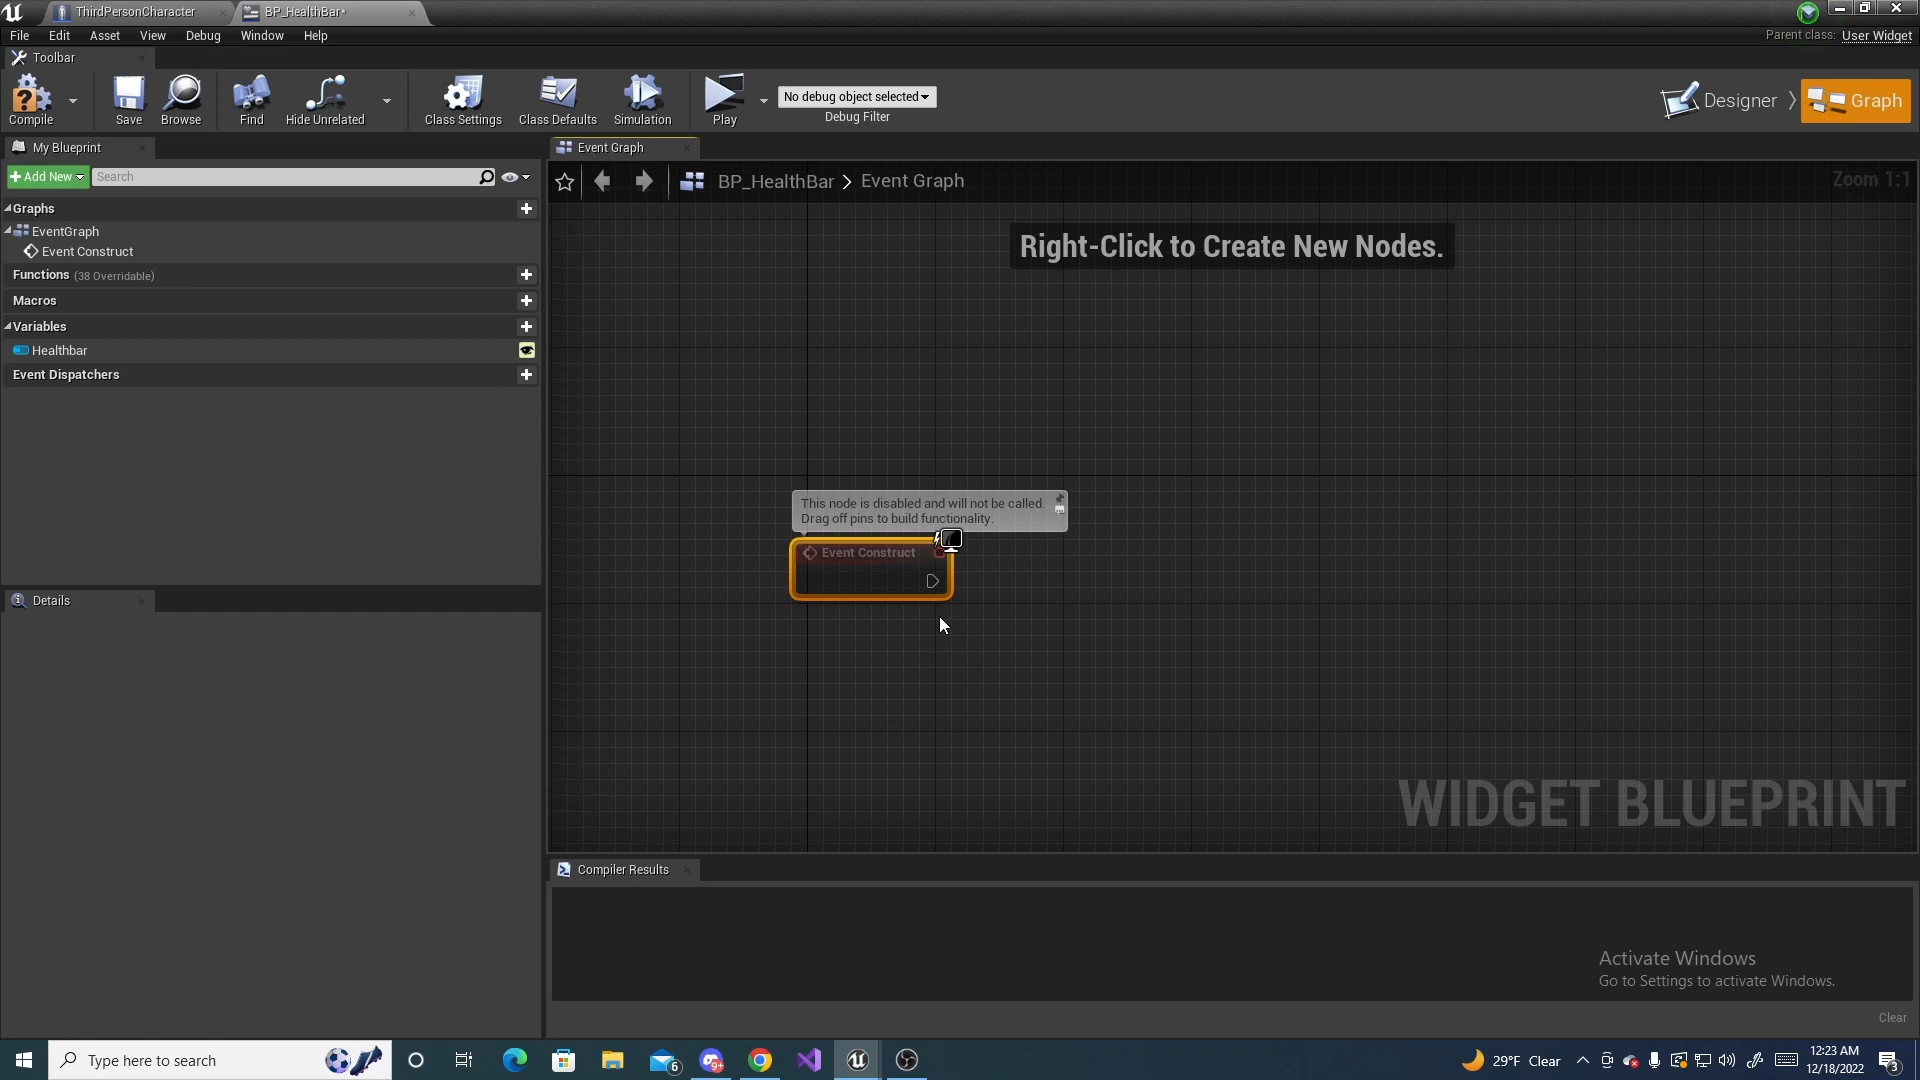 ThirdPersonCharacter
BP_HealthBar*
File Edit Asset View Debug Window Help
Parent class: User Widget
Toolbar
Compile
Save
Browse
Find
Hide Unrelated
Class Settings
Class Defaults
Simulation
Play
No debug object selected
Debug Filter
Designer
Graph
My Blueprint
Event Graph
+ Add New
Search
BP_HealthBar > Event Graph
Zoom 1:1
Graphs
EventGraph
Event Construct
Functions (38 Overridable)
Macros
Variables
Healthbar
Event Dispatchers
Right-Click to Create New Nodes.
This node is disabled and will not be called.
Drag off pins to build functionality.
Event Construct
Details
WIDGET BLUEPRINT
Compiler Results
Activate Windows
Go to Settings to activate Windows.
Clear
Type here to search
6
9+
29°F Clear
12:23 AM
12/18/2022
3